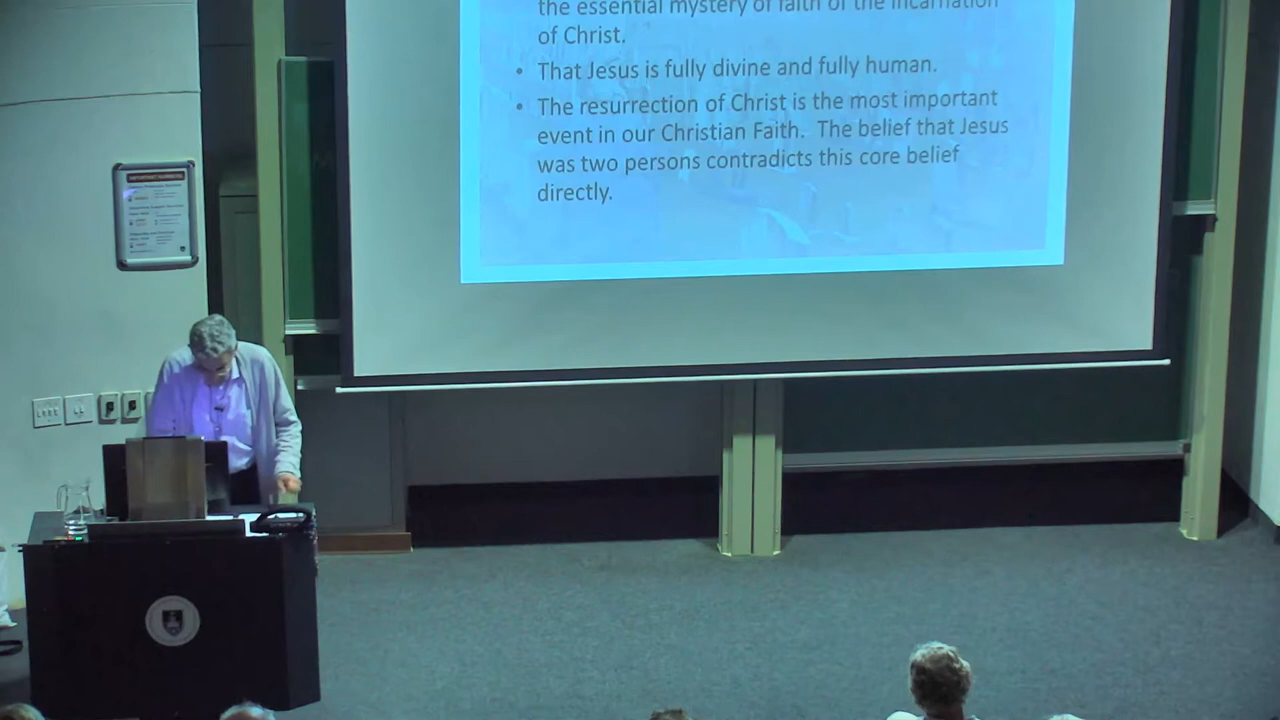 the essential mystery of faith of the incarnation
of Christ.
• That Jesus is fully divine and fully human.
• The resurrection of Christ is the most important
event in our Christian Faith. The belief that Jesus
was two persons contradicts this core belief
directly.
IMPORTANT NUMBERS